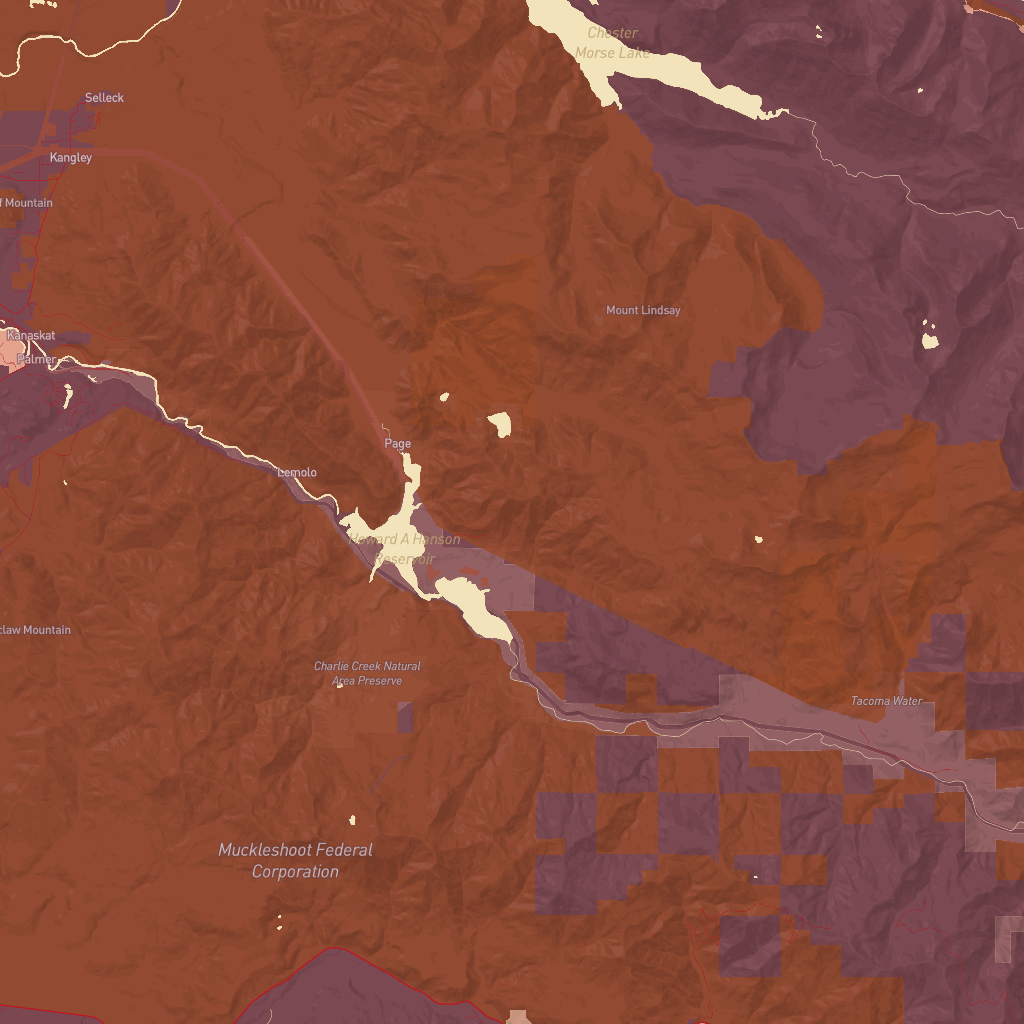 Chester
Morse Lake
Selleck
Kangley
f Mountain
Mount Lindsay
Kanaskat
Palmer
Page
Lemolo
Howard A Hanson
Reservoir
claw Mountain
Charlie Creek Natural
Area Preserve
Tacoma Water
Muckleshoot Federal
Corporation